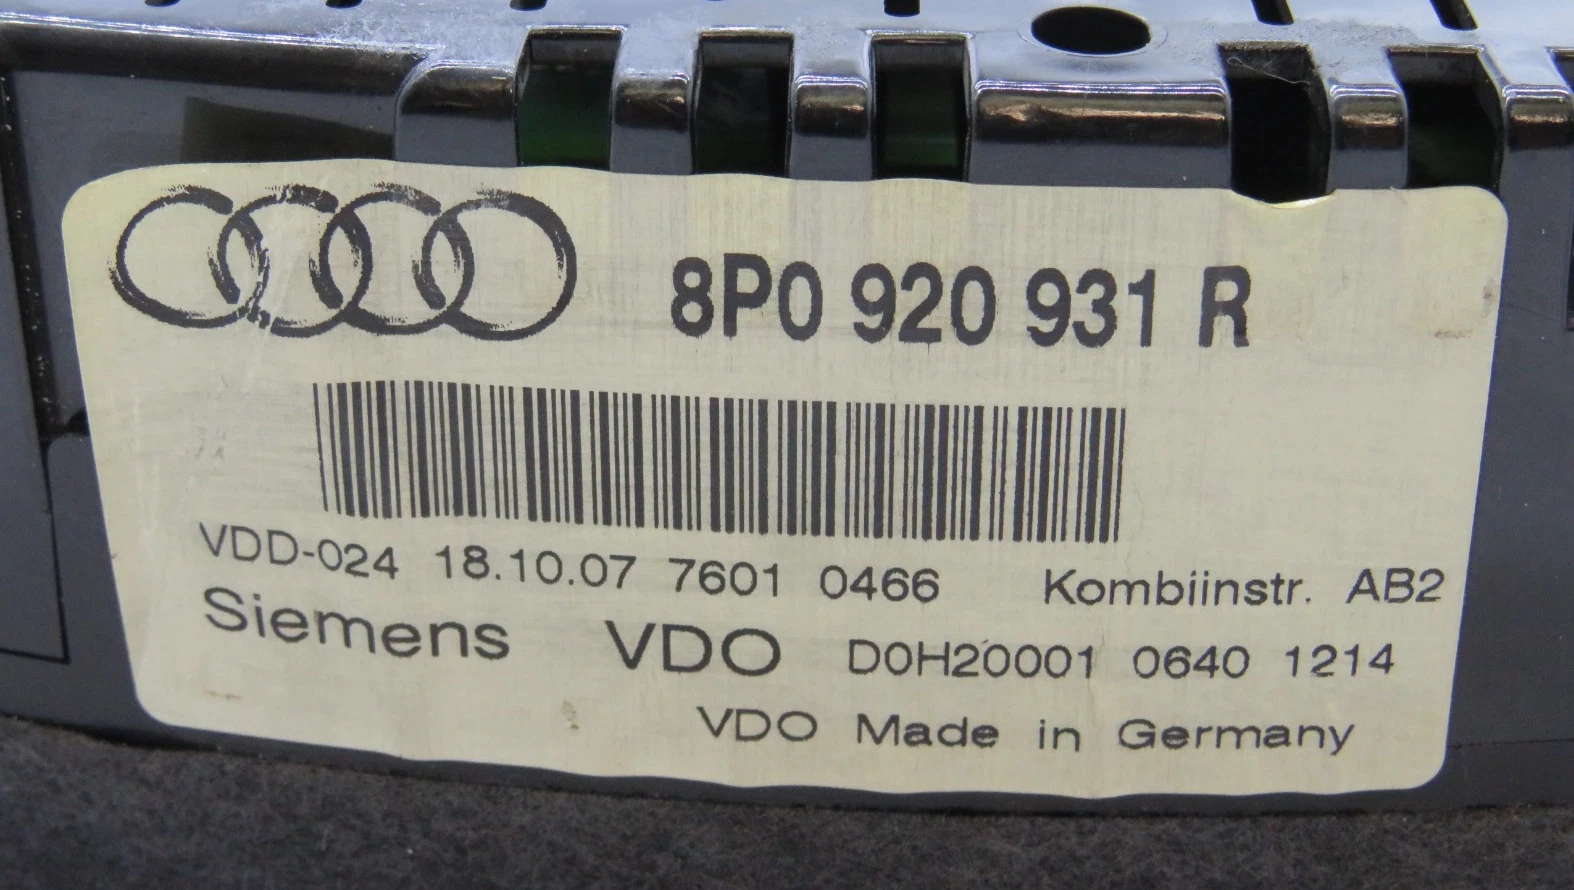 8P0 920 931 R
VDD-024 18.10.07 7601 0466 Kombiinstr. AB2
Siemens VDO D0H20001 0640 1214
VDO Made in Germany